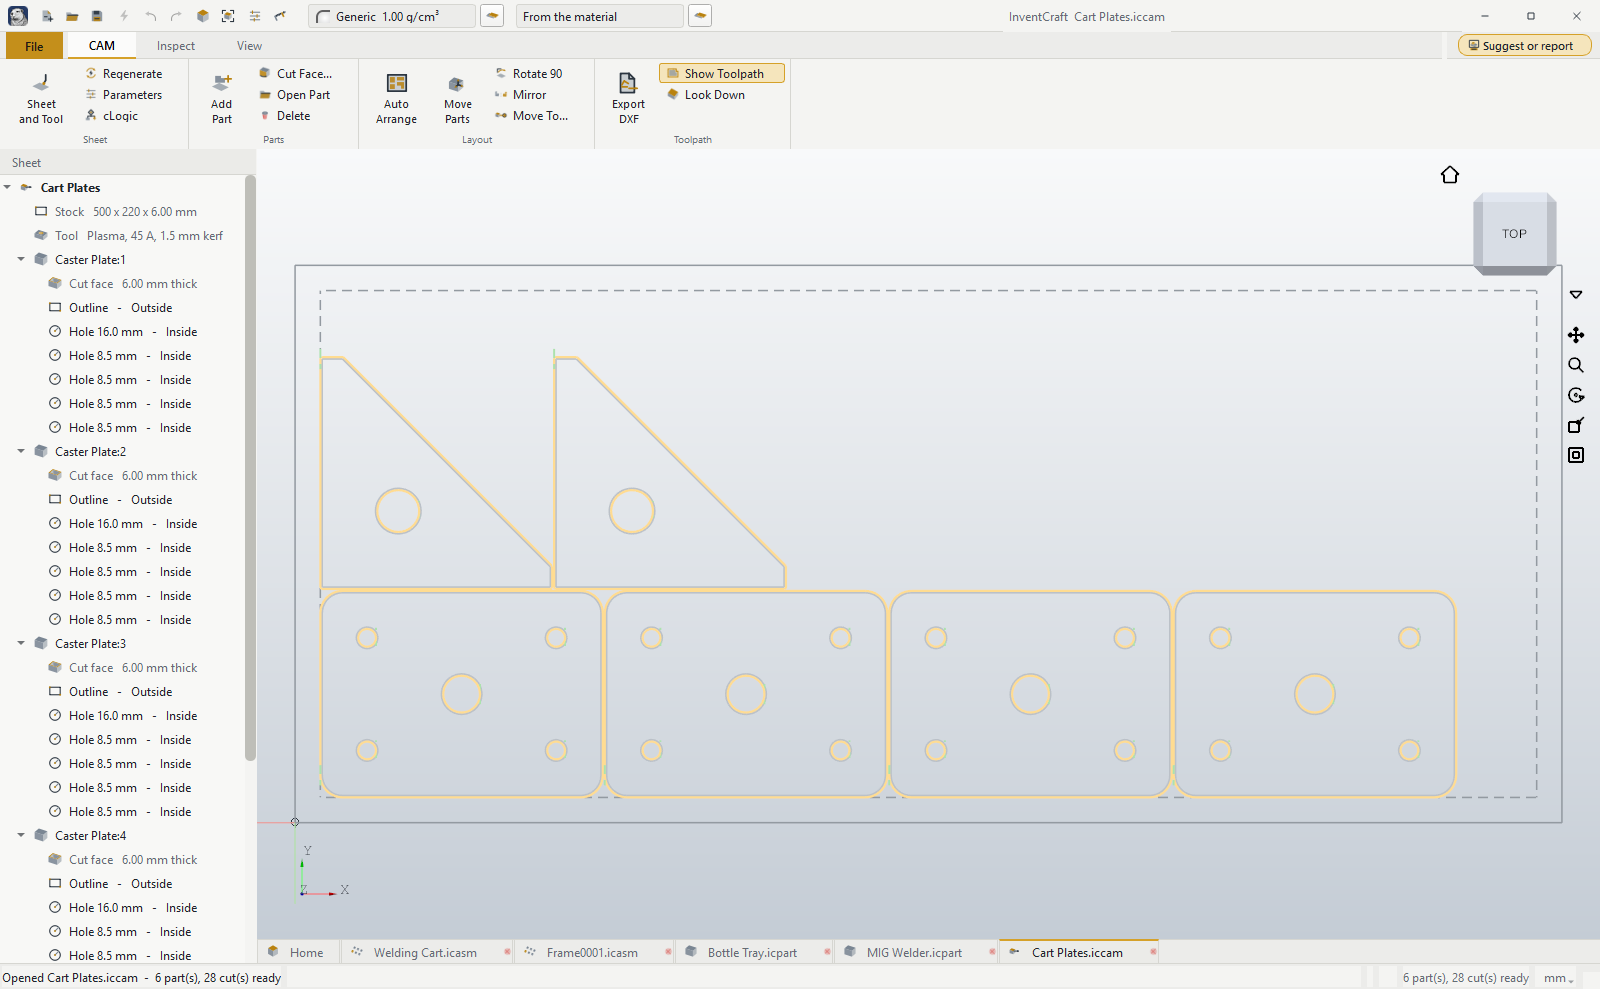 Generic 1.00 g/cm³
From the material
InventCraft Cart Plates.iccam
File
CAM
Inspect
View
Suggest or report
Sheet and Tool
Regenerate
Parameters
cLogic
Sheet
Add Part
Cut Face...
Open Part
Delete
Parts
Auto Arrange
Move Parts
Rotate 90
Mirror
Move To...
Layout
Export DXF
Show Toolpath
Look Down
Toolpath
Sheet
Cart Plates
Stock 500 x 220 x 6.00 mm
Tool Plasma, 45 A, 1.5 mm kerf
Caster Plate:1
Cut face 6.00 mm thick
Outline - Outside
Hole 16.0 mm - Inside
Hole 8.5 mm - Inside
Hole 8.5 mm - Inside
Hole 8.5 mm - Inside
Hole 8.5 mm - Inside
Caster Plate:2
Cut face 6.00 mm thick
Outline - Outside
Hole 16.0 mm - Inside
Hole 8.5 mm - Inside
Hole 8.5 mm - Inside
Hole 8.5 mm - Inside
Hole 8.5 mm - Inside
Caster Plate:3
Cut face 6.00 mm thick
Outline - Outside
Hole 16.0 mm - Inside
Hole 8.5 mm - Inside
Hole 8.5 mm - Inside
Hole 8.5 mm - Inside
Hole 8.5 mm - Inside
Caster Plate:4
Cut face 6.00 mm thick
Outline - Outside
Hole 16.0 mm - Inside
Hole 8.5 mm - Inside
Hole 8.5 mm - Inside
TOP
Y
Z
X
Home
Welding Cart.icasm
Frame0001.icasm
Bottle Tray.icpart
MIG Welder.icpart
Cart Plates.iccam
Opened Cart Plates.iccam - 6 part(s), 28 cut(s) ready
6 part(s), 28 cut(s) ready
mm